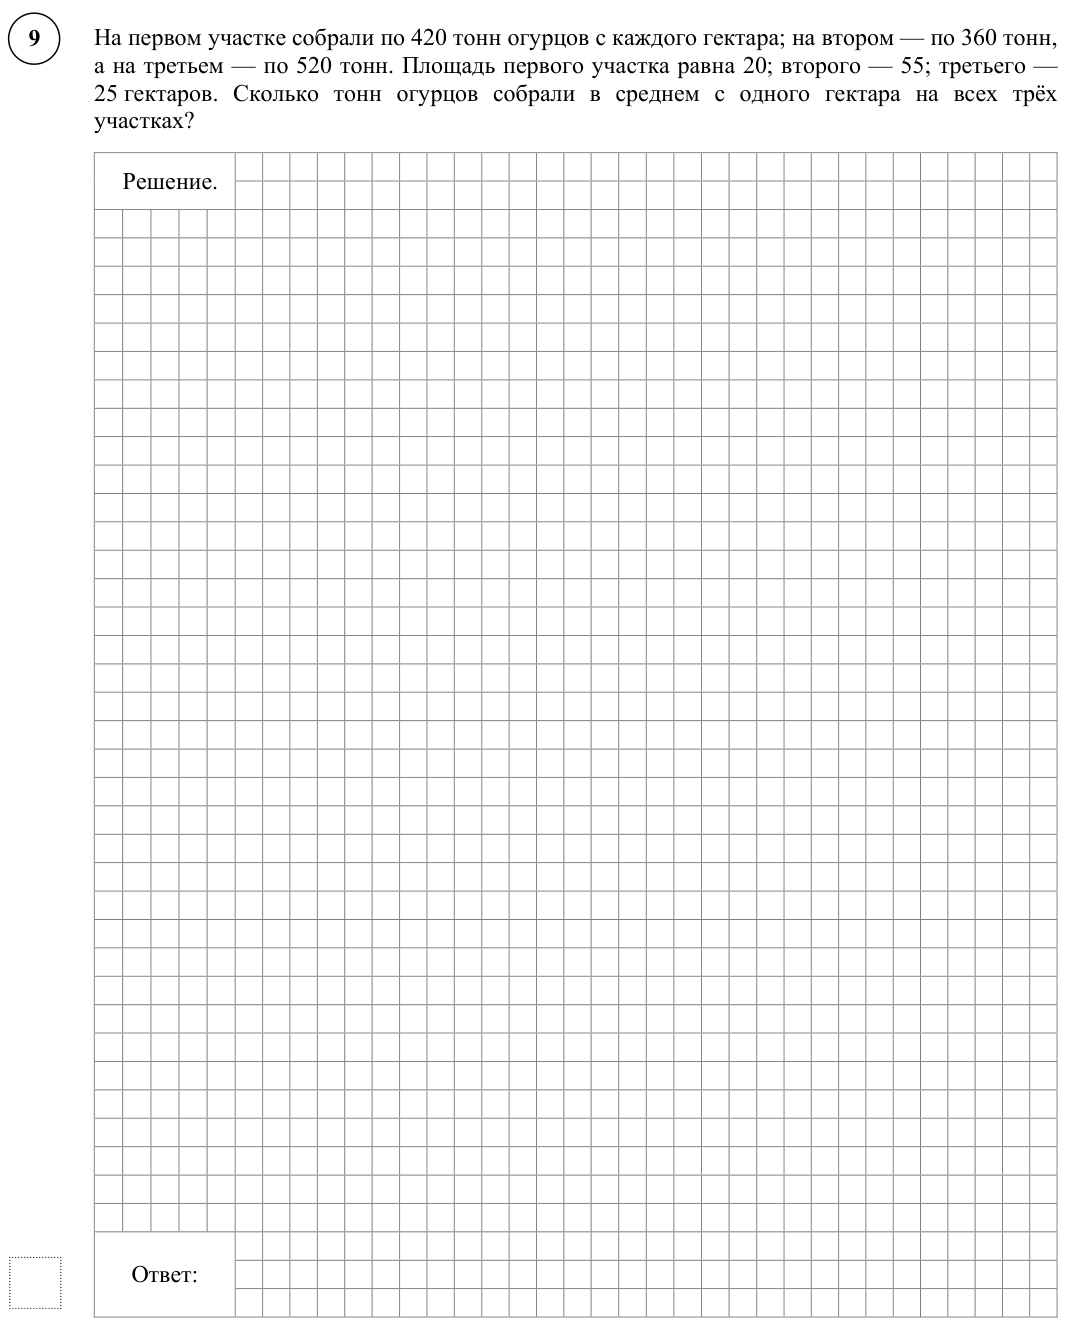 9
На первом участке собрали по 420 тонн огурцов с каждого гектара; на втором — по 360 тонн,
а на третьем — по 520 тонн. Площадь первого участка равна 20; второго — 55; третьего —
25 гектаров. Сколько тонн огурцов собрали в среднем с одного гектара на всех трёх
участках?
Решение.
Ответ: